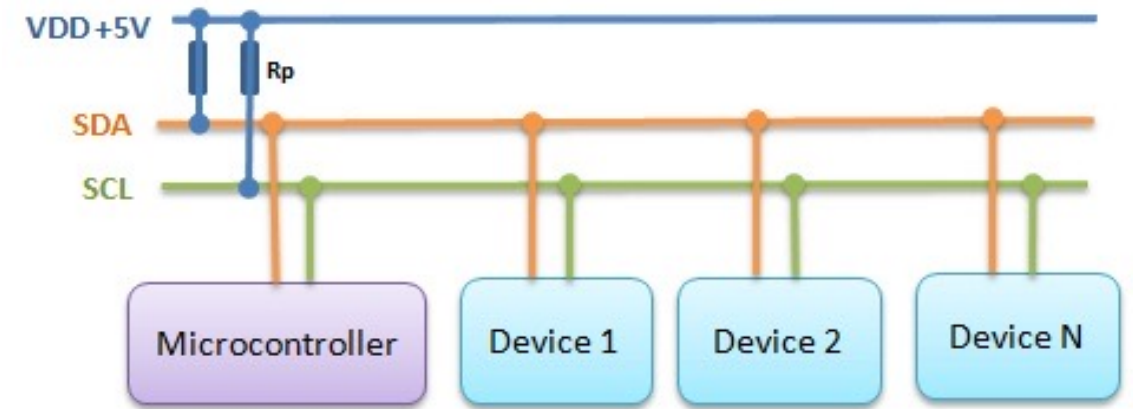 VDD+5V
Rp
SDA
SCL
Microcontroller
Device 1
Device 2
Device N